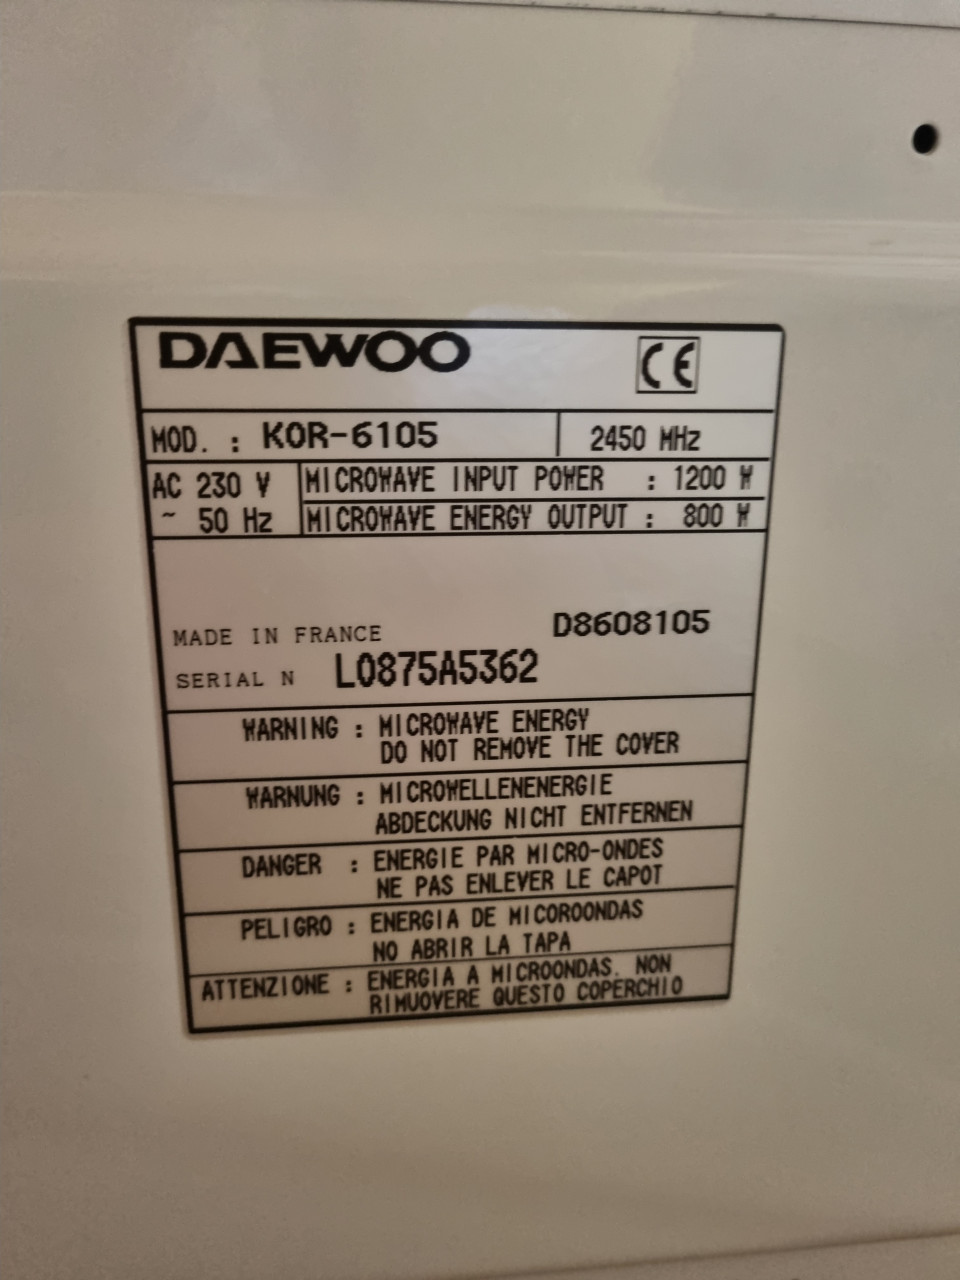 DAEWOO CE
MOD. : KOR-6105 2450 MHz
AC 230 V MICROWAVE INPUT POWER : 1200 W
~ 50 Hz MICROWAVE ENERGY OUTPUT : 800 W
MADE IN FRANCE D8608105
SERIAL N L0875A5362
WARNING : MICROWAVE ENERGY
DO NOT REMOVE THE COVER
WARNUNG : MICROWELLENENERGIE
ABDECKUNG NICHT ENTFERNEN
DANGER : ENERGIE PAR MICRO-ONDES
NE PAS ENLEVER LE CAPOT
PELIGRO : ENERGIA DE MICOROONDAS
NO ABRIR LA TAPA
ATTENZIONE : ENERGIA A MICROONDAS. NON
RIMUOVERE QUESTO COPERCHIO